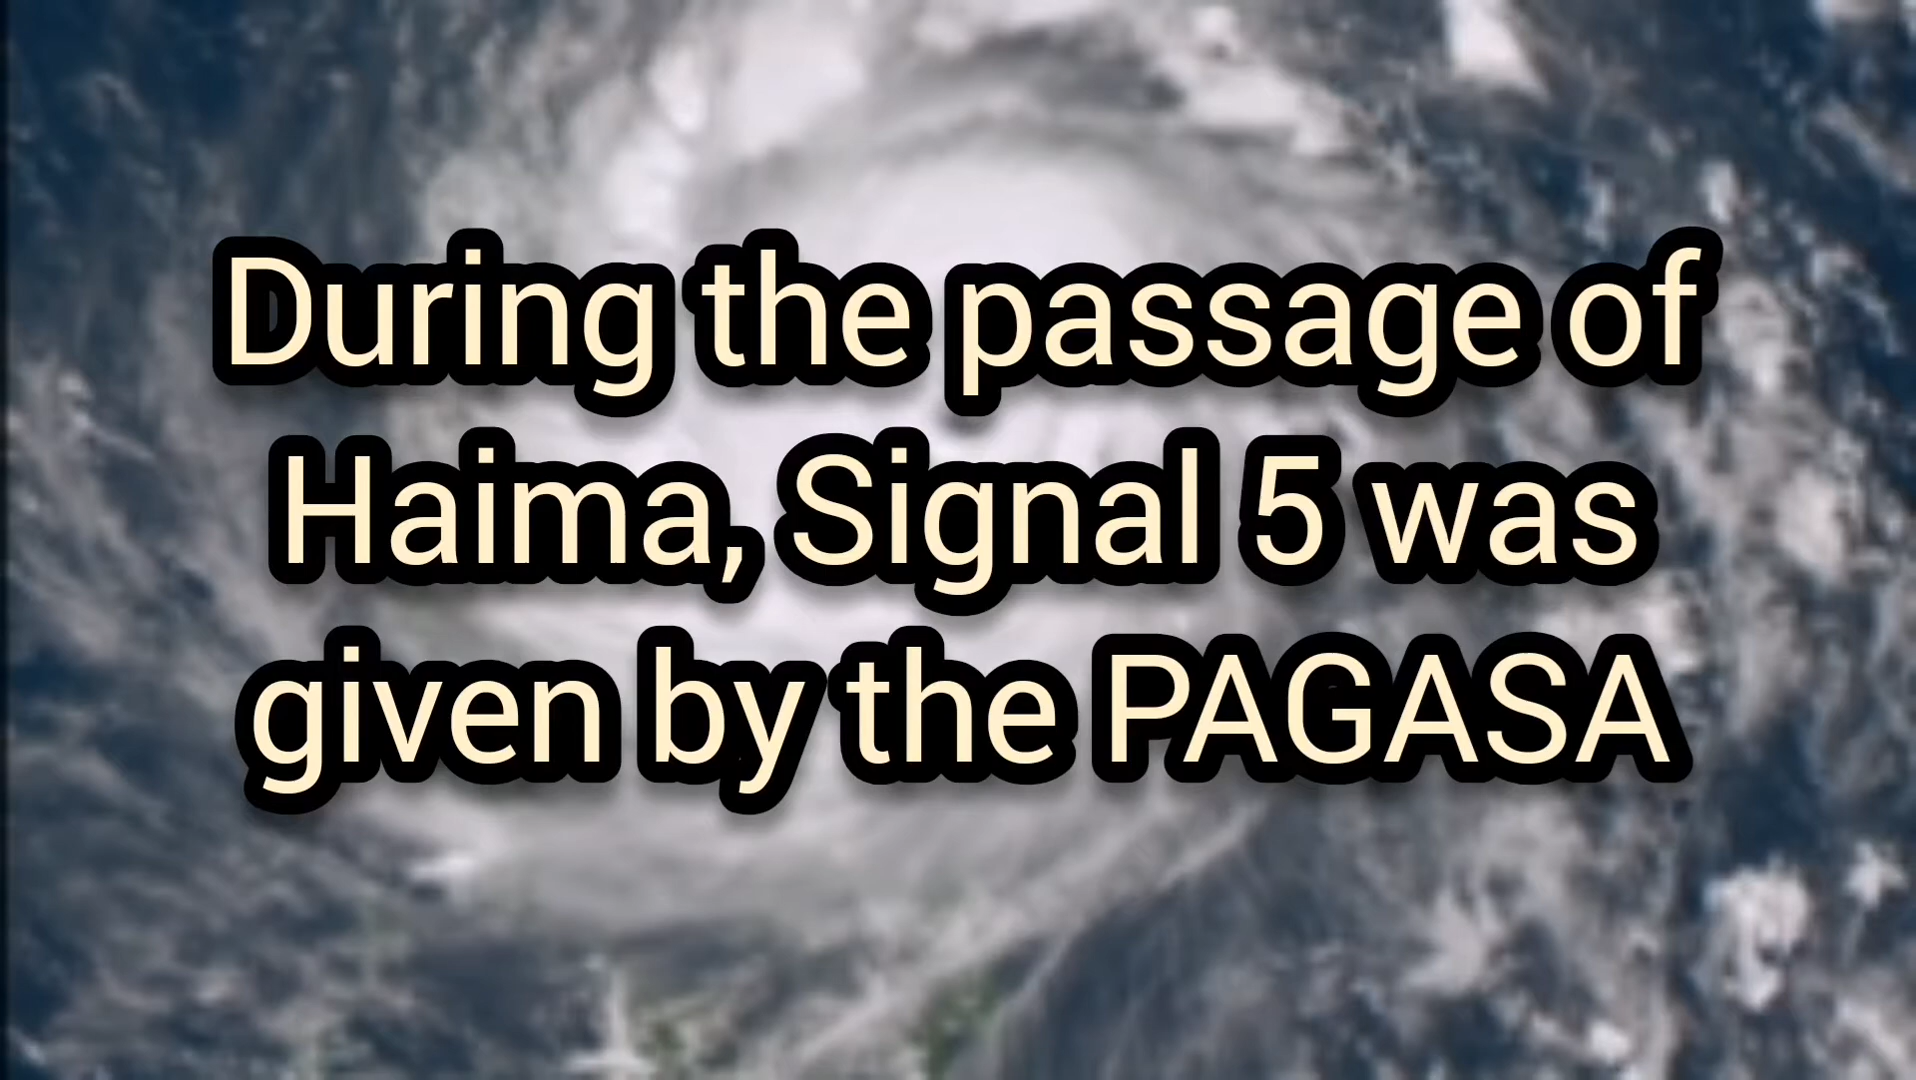 During the passage of
Haima, Signal 5 was
given by the PAGASA